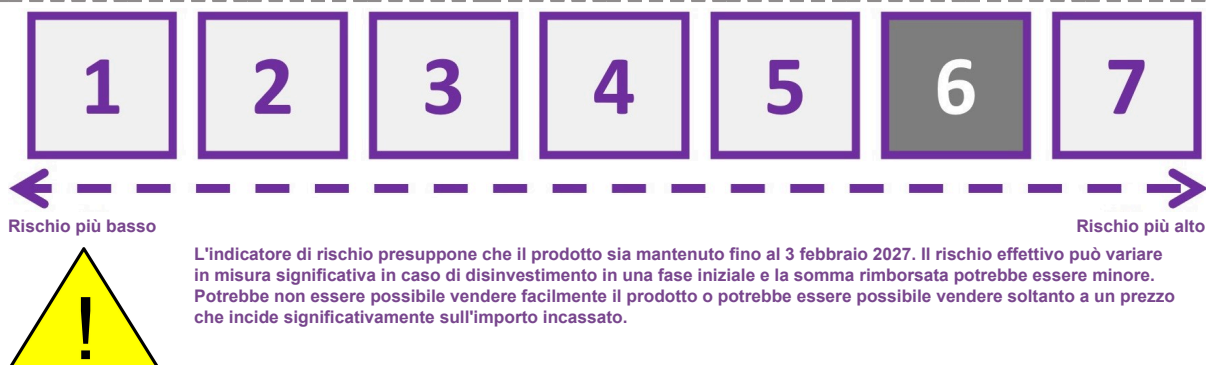 1 2 3 4 5 6 7
Rischio più basso Rischio più alto
L'indicatore di rischio presuppone che il prodotto sia mantenuto fino al 3 febbraio 2027. Il rischio effettivo può variare
in misura significativa in caso di disinvestimento in una fase iniziale e la somma rimborsata potrebbe essere minore.
Potrebbe non essere possibile vendere facilmente il prodotto o potrebbe essere possibile vendere soltanto a un prezzo
che incide significativamente sull'importo incassato.
!